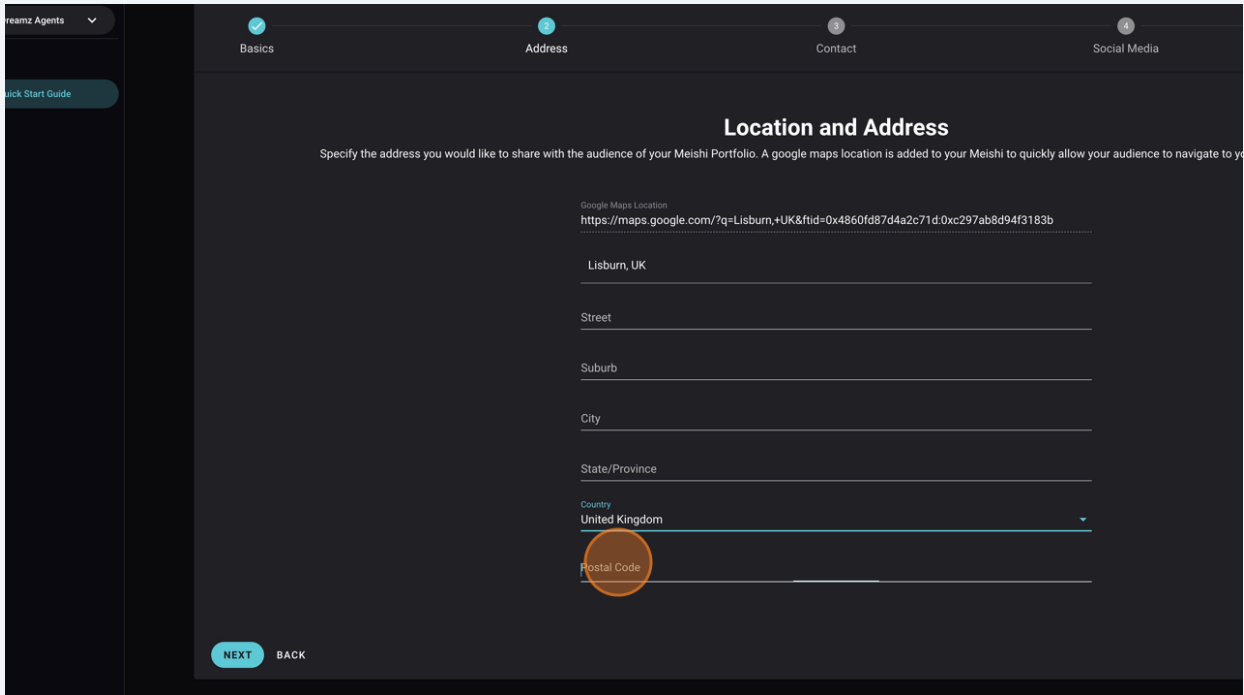 reamz Agents
uick Start Guide
Basics
2
Address
3
Contact
4
Social Media
Location and Address
Specify the address you would like to share with the audience of your Meishi Portfolio. A google maps location is added to your Meishi to quickly allow your audience to navigate to yo
Google Maps Location
https://maps.google.com/?q=Lisburn,+UK&ftid=0x4860fd87d4a2c71d:0xc297ab8d94f3183b
Lisburn, UK
Street
Suburb
City
State/Province
Country
United Kingdom
Postal Code
NEXT BACK